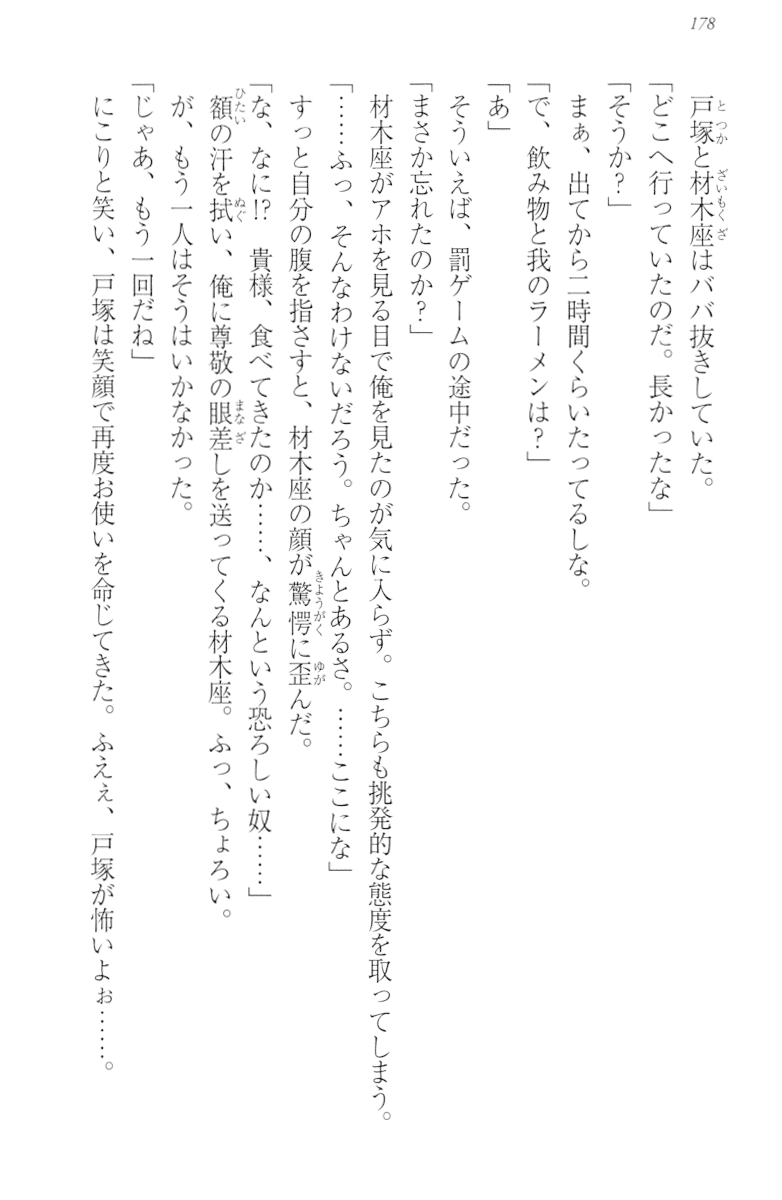 178
戸塚と材木座はババ抜きしていた。
「どこへ行っていたのだ。長かったな」
「そうか？」
まぁ、出てから二時間くらいたってるしな。
「で、飲み物と我のラーメンは？」
「あ」
そういえば、罰ゲームの途中だった。
「まさか忘れたのか？」
材木座がアホを見る目で俺を見たのが気に入らず。こちらも挑発的な態度を取ってしまう。
「……ふっ、そんなわけないだろう。ちゃんとあるさ。……ここにな」
すっと自分の腹を指さすと、材木座の顔が驚愕に歪んだ。
「な、なに!?　貴様、食べてきたのか……、なんという恐ろしい奴……」
額の汗を拭い、俺に尊敬の眼差しを送ってくる材木座。ふっ、ちょろい。
が、もう一人はそうはいかなかった。
「じゃあ、もう一回だね」
にこりと笑い、戸塚は笑顔で再度お使いを命じてきた。ふえぇ、戸塚が怖いよぉ……。